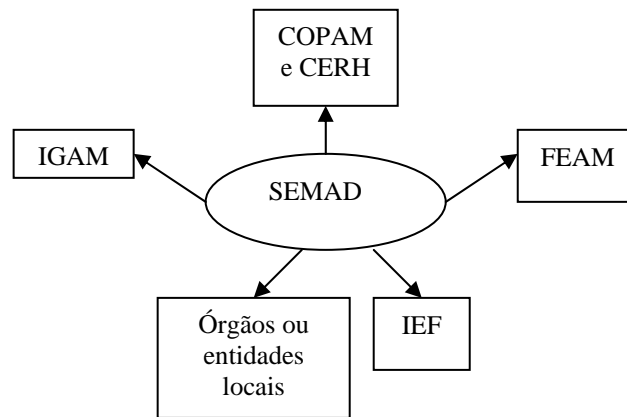 COPAM
e CERH
IGAM
FEAM
SEMAD
Órgãos ou
entidades
locais
IEF